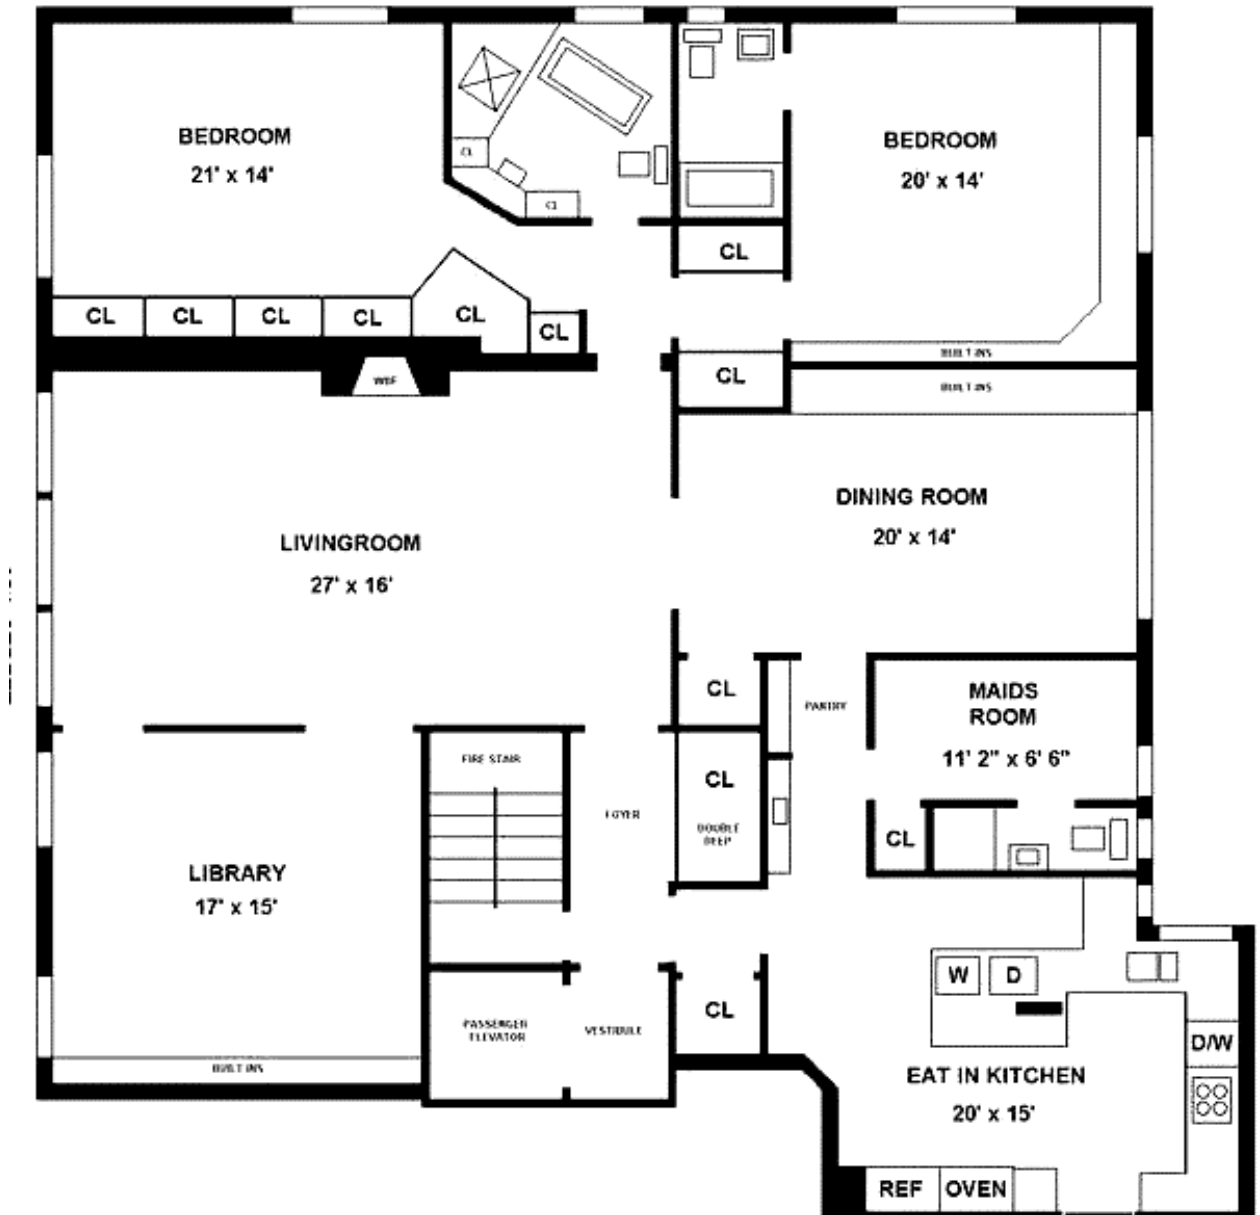 BEDROOM
21' x 14'
CL
CL
BEDROOM
20' x 14'
CL
CL
CL
CL
CL
CL
CL
BUILT INS
WBF
CL
BUILT INS
DINING ROOM
20' x 14'
LIVINGROOM
27' x 16'
CL
PANTRY
MAIDS
ROOM
11' 2" x 6' 6"
FIRE STAIR
CL
FOYER
DOUBLE
DEEP
CL
LIBRARY
17' x 15'
W
D
CL
PASSENGER
ELEVATOR
VESTIBULE
D/W
BUILT INS
EAT IN KITCHEN
20' x 15'
REF
OVEN